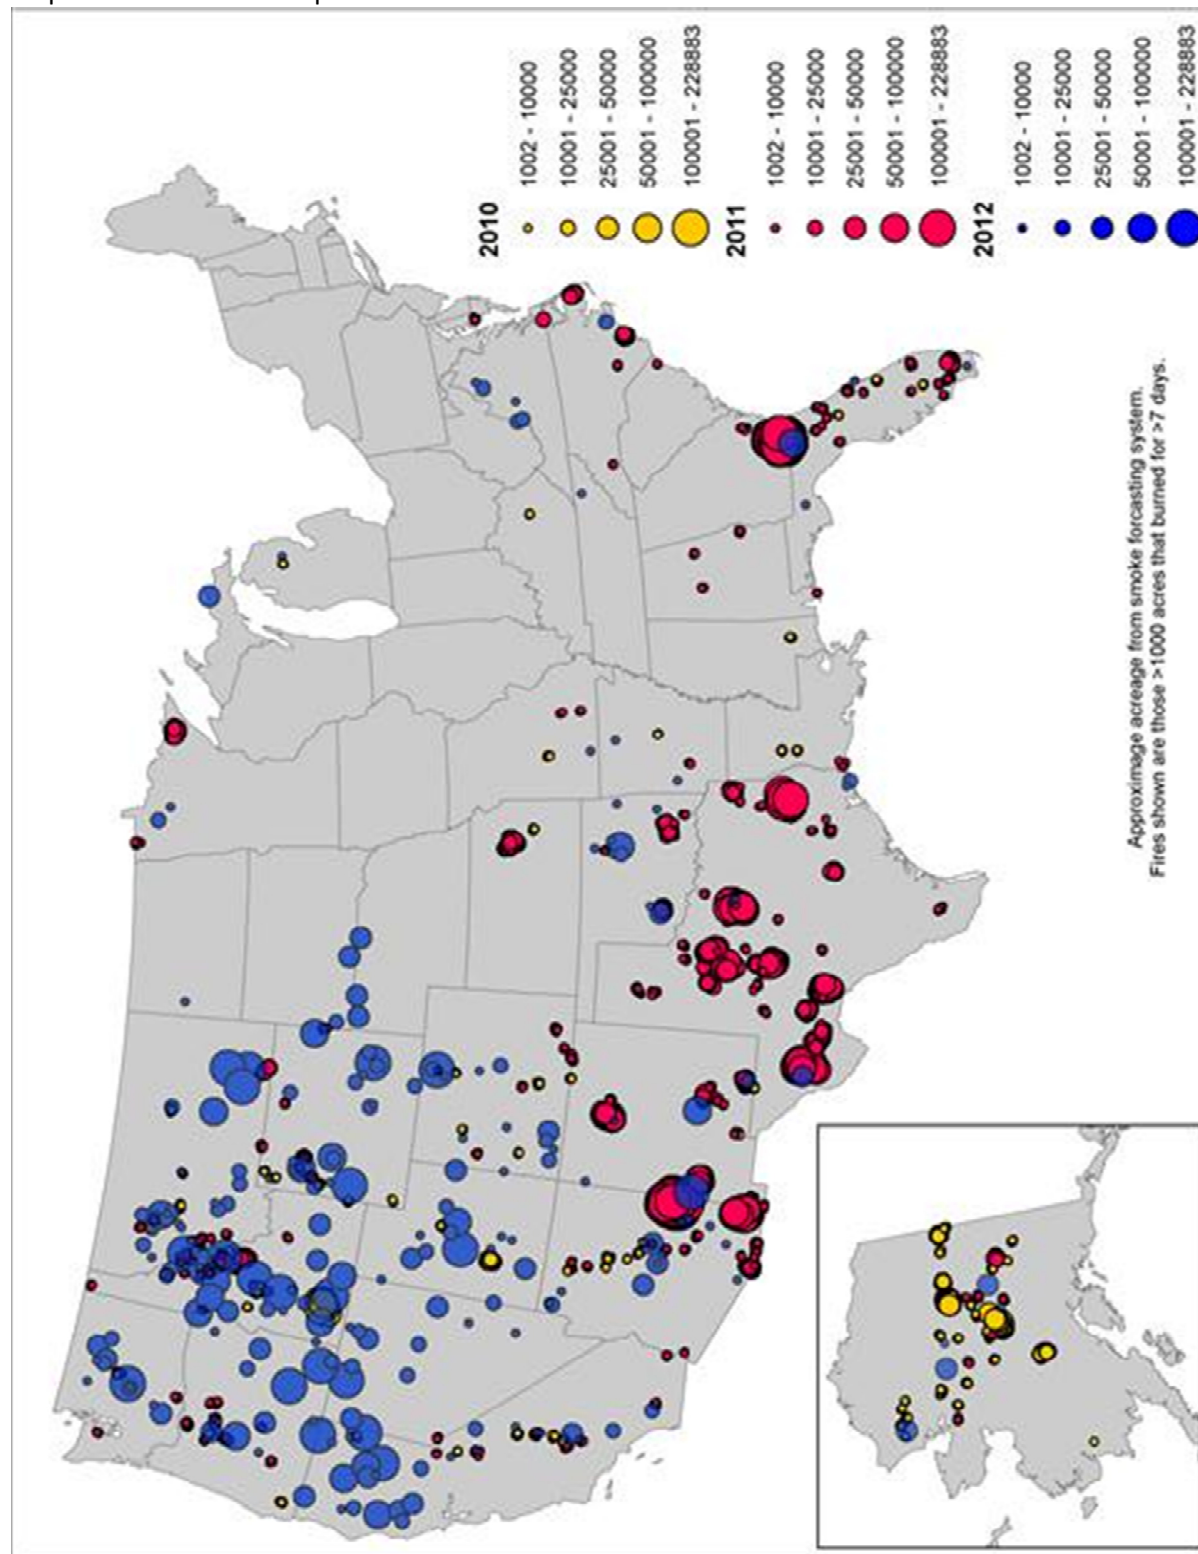 2010
1002 - 10000
10001 - 25000
25001 - 50000
50001 - 100000
100001 - 228883
2011
1002 - 10000
10001 - 25000
25001 - 50000
50001 - 100000
100001 - 228883
2012
1002 - 10000
10001 - 25000
25001 - 50000
50001 - 100000
100001 - 228883
Approximage acreage from smoke forcasting system.
Fires shown are those >1000 acres that burned for >7 days.